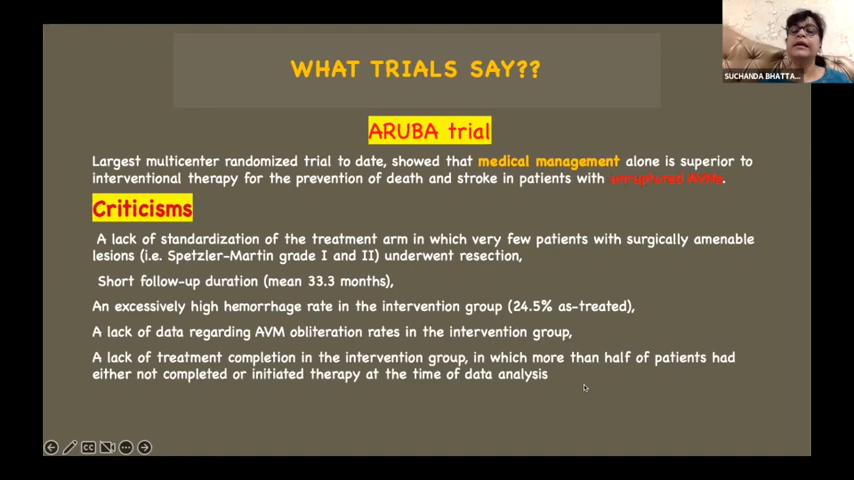 SUCHANDA BHATTA...
WHAT TRIALS SAY??
ARUBA trial
Largest multicenter randomized trial to date, showed that medical management alone is superior to
interventional therapy for the prevention of death and stroke in patients with unruptured AVMs.
Criticisms
A lack of standardization of the treatment arm in which very few patients with surgically amenable
lesions (i.e. Spetzler-Martin grade I and II) underwent resection,
Short follow-up duration (mean 33.3 months),
An excessively high hemorrhage rate in the intervention group (24.5% as-treated),
A lack of data regarding AVM obliteration rates in the intervention group,
A lack of treatment completion in the intervention group, in which more than half of patients had
either not completed or initiated therapy at the time of data analysis
CC